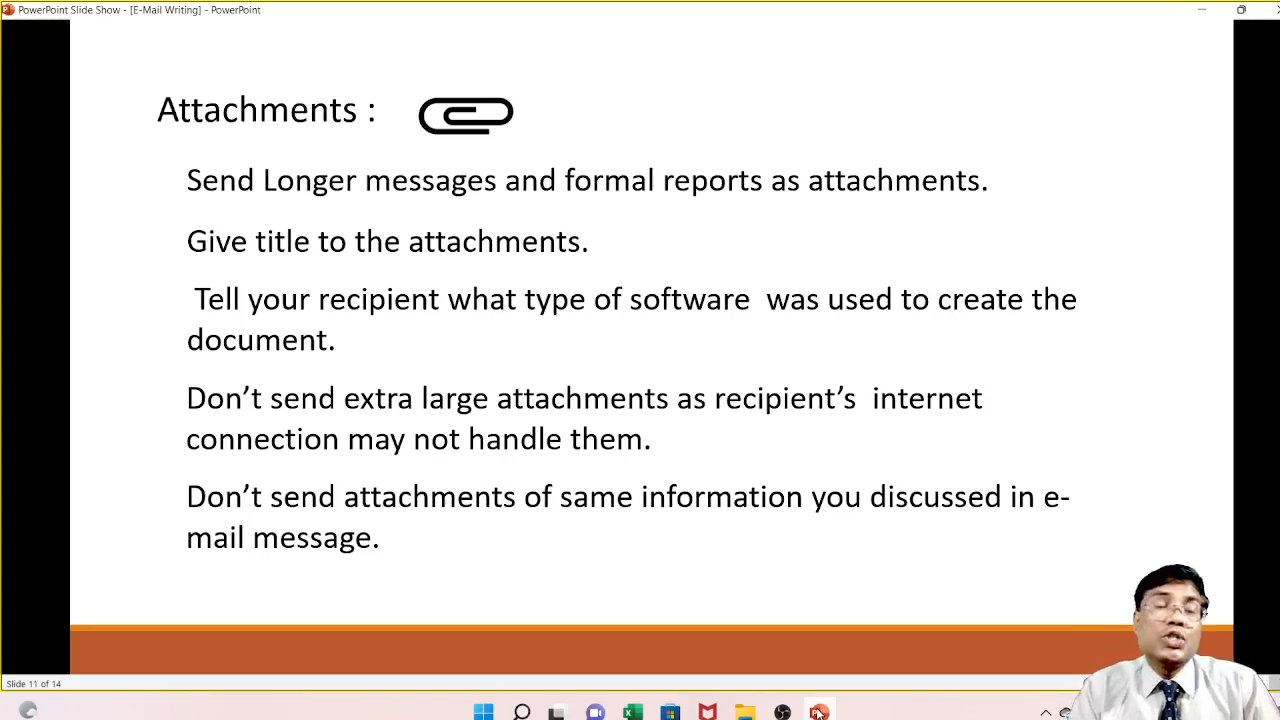 PowerPoint Slide Show - [E-Mail Writing] - PowerPoint
Attachments :
Send Longer messages and formal reports as attachments.
Give title to the attachments.
Tell your recipient what type of software was used to create the
document.
Don’t send extra large attachments as recipient’s internet
connection may not handle them.
Don’t send attachments of same information you discussed in e-
mail message.
Slide 11 of 14